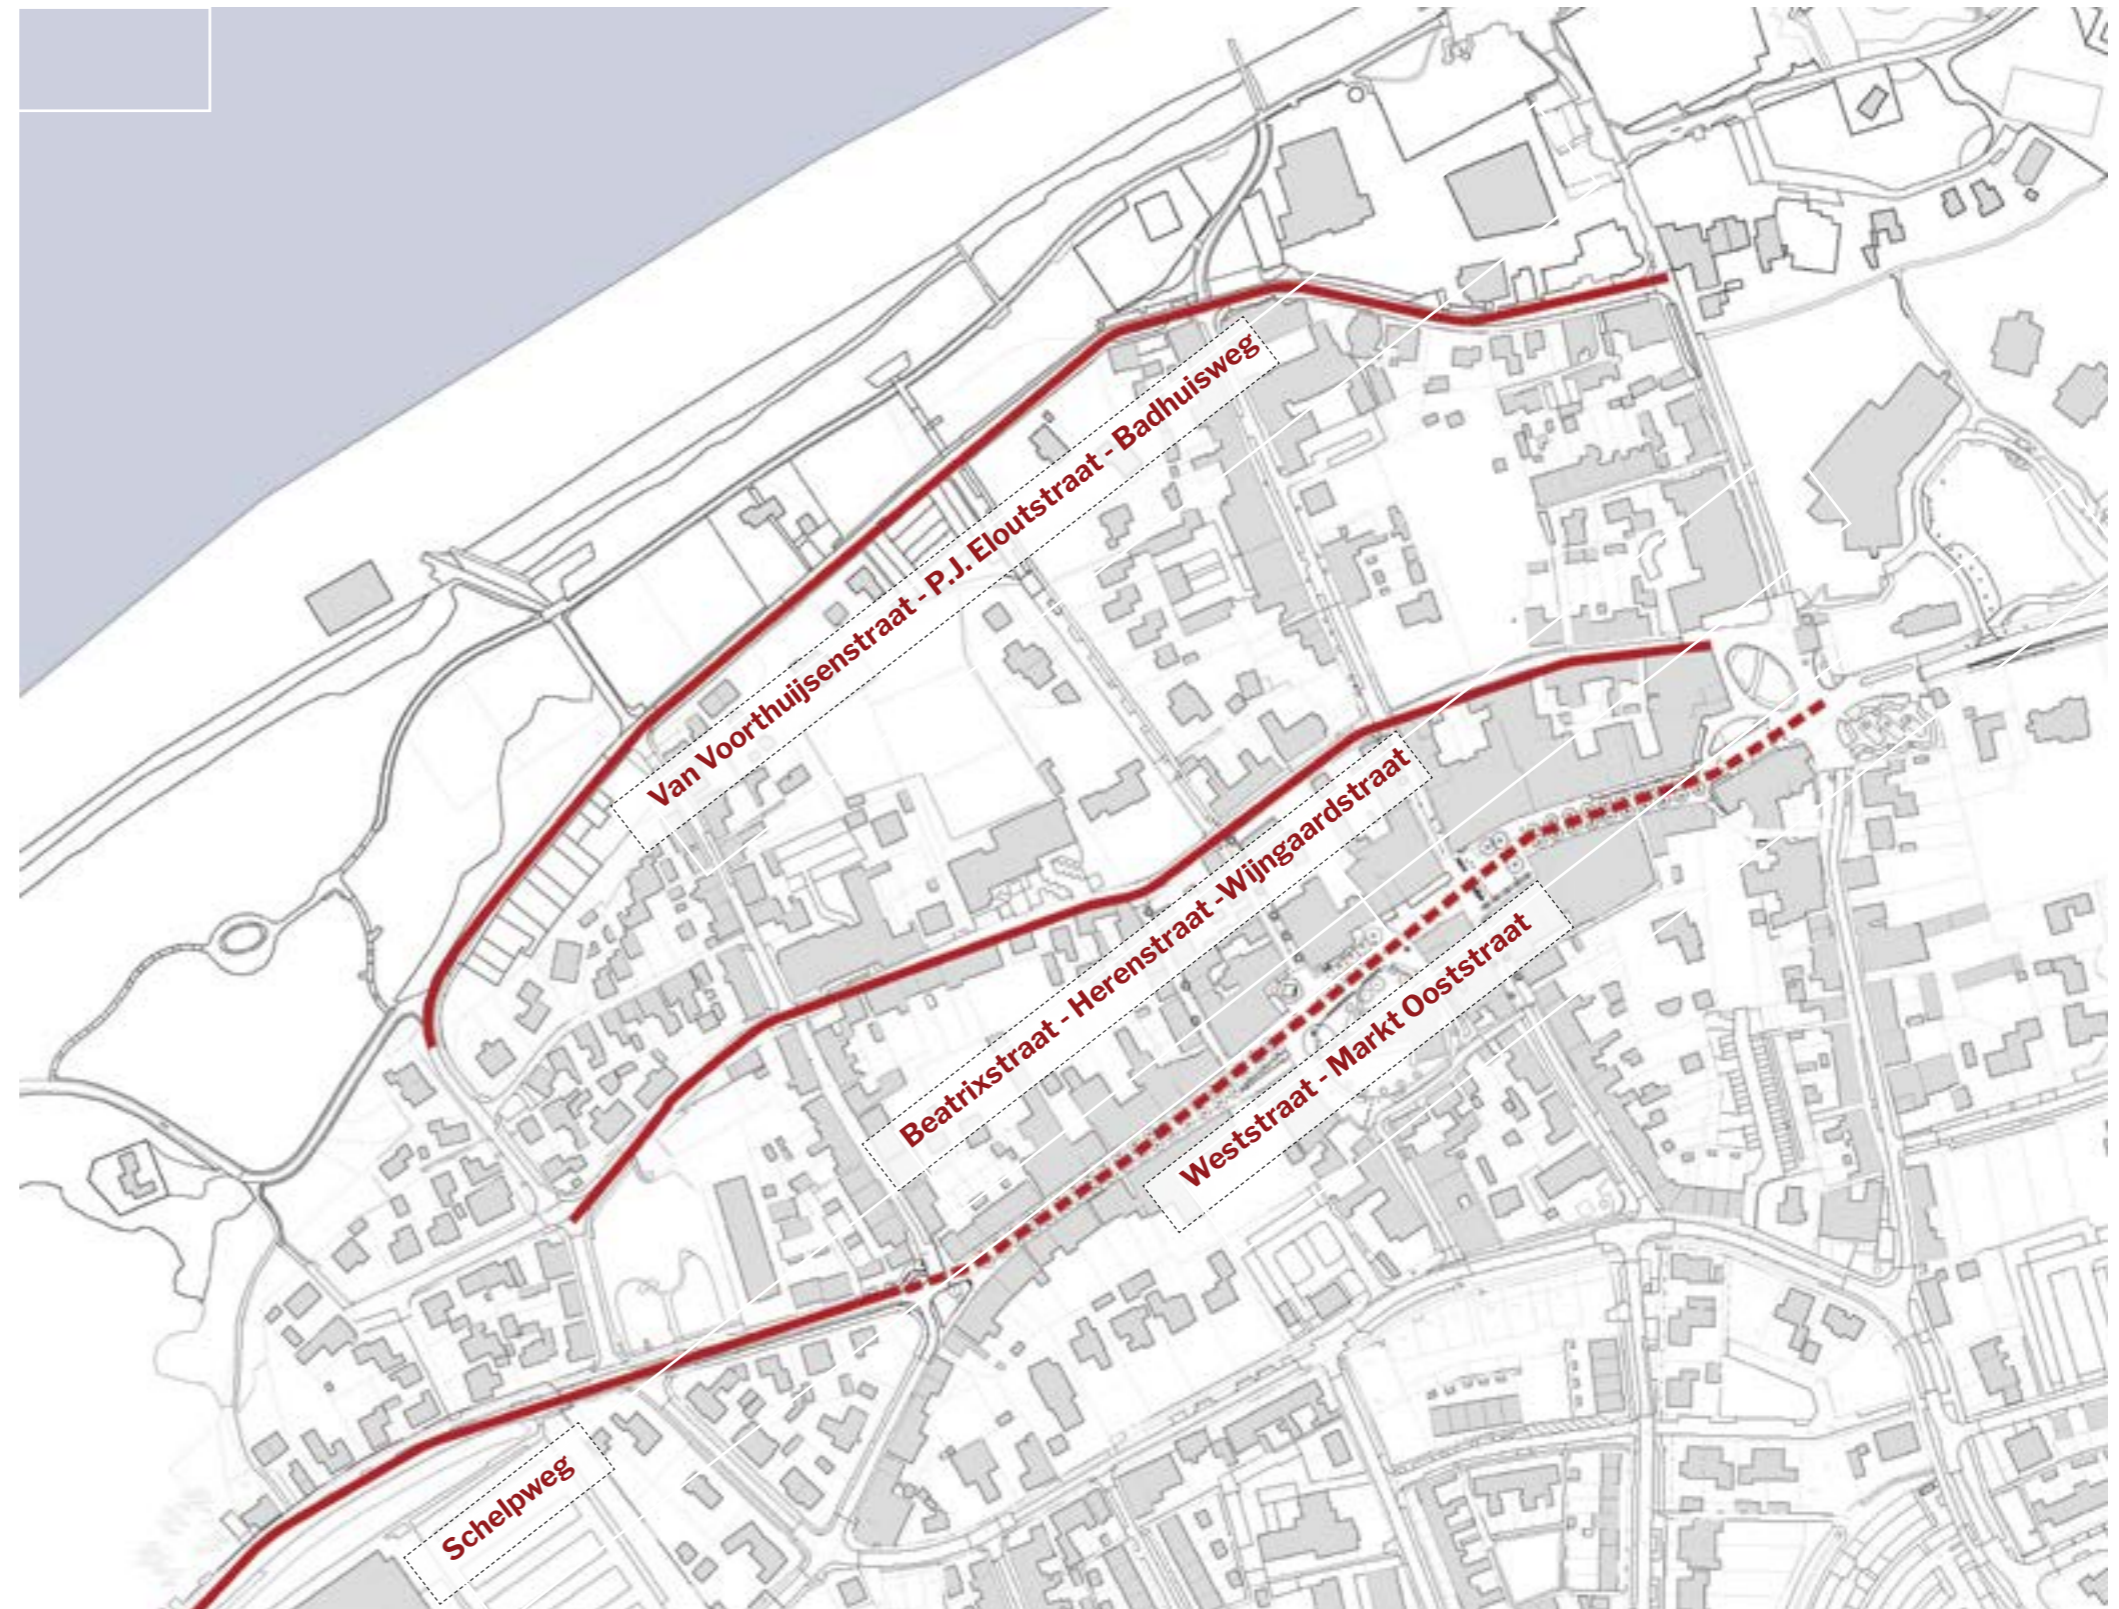 Van Voorthuijsenstraat - P.J. Eloutstraat - Badhuisweg
Beatrixstraat - Herenstraat -Wijngaardstraat
Weststraat - Markt Ooststraat
Schelpweg